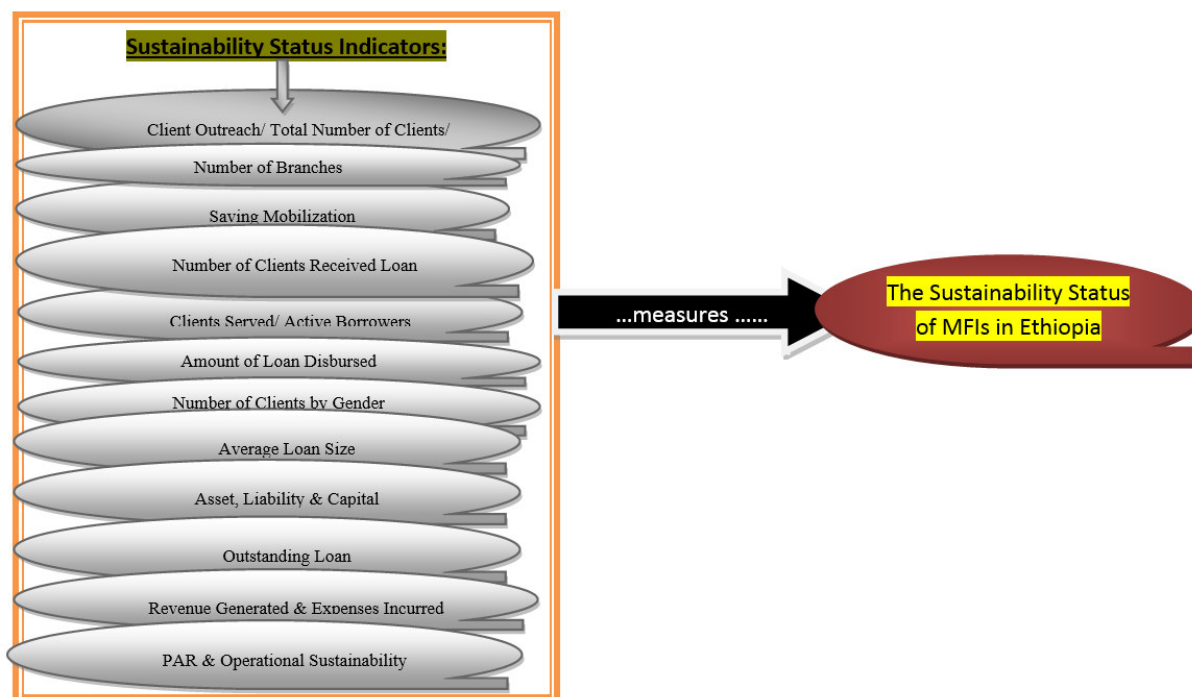 Sustainability Status Indicators:
Client Outreach/ Total Number of Clients/
Number of Branches
Saving Mobilization
Number of Clients Received Loan
Clients Served/ Active Borrowers
Amount of Loan Disbursed
Number of Clients by Gender
Average Loan Size
Asset, Liability & Capital
Outstanding Loan
Revenue Generated & Expenses Incurred
PAR & Operational Sustainability
...measures ......
The Sustainability Status
of MFIs in Ethiopia